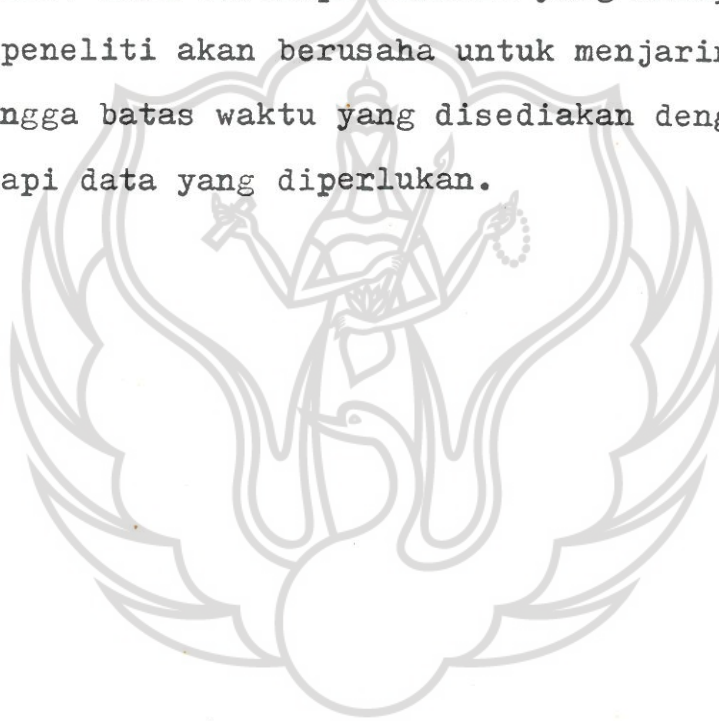 peneliti akan berusaha untuk menjarin
ngga batas waktu yang disediakan deng
api data yang diperlukan.